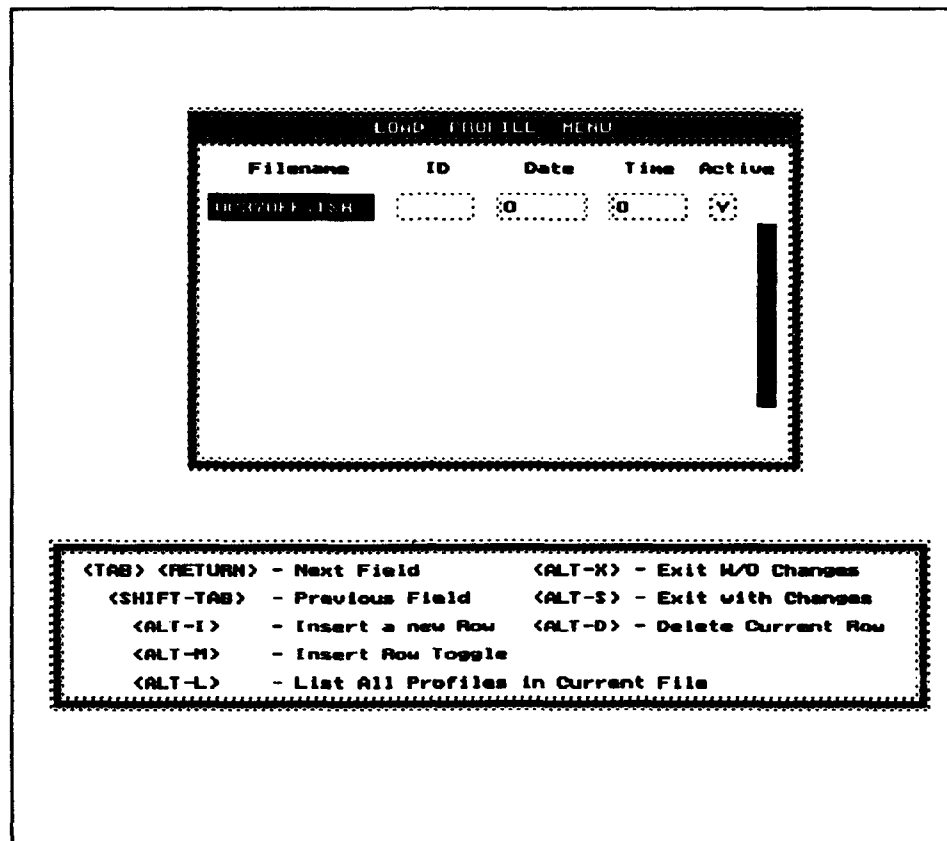 LOAD PROFILE MENU
Filename ID Date Time Active
0 0 Y
<TAB> <RETURN> - Next Field <ALT-X> - Exit W/O Changes
<SHIFT-TAB> - Previous Field <ALT-S> - Exit with Changes
<ALT-I> - Insert a new Row <ALT-D> - Delete Current Row
<ALT-M> - Insert Row Toggle
<ALT-L> - List All Profiles in Current File